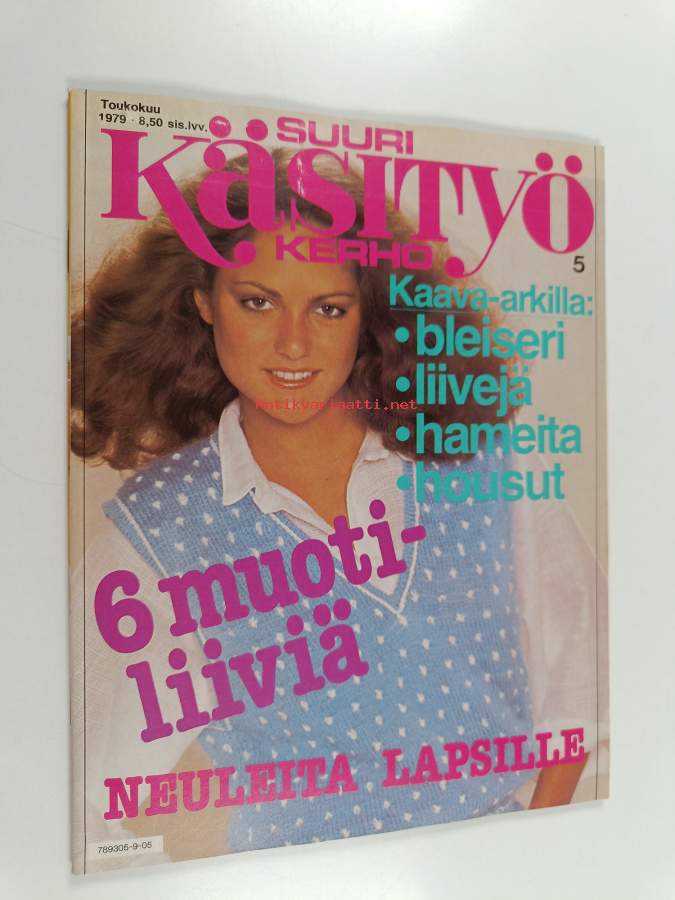 Toukokuu
1979 · 8,50 sis.lvv.
SUURI
KÄSITYÖ
KERHO
5
Kaava-arkilla:
• bleiseri
• liivejä
• hameita
• housut
antikvariaatti.net
6 muoti-
liiviä
NEULEITA LAPSILLE
789305-9-05